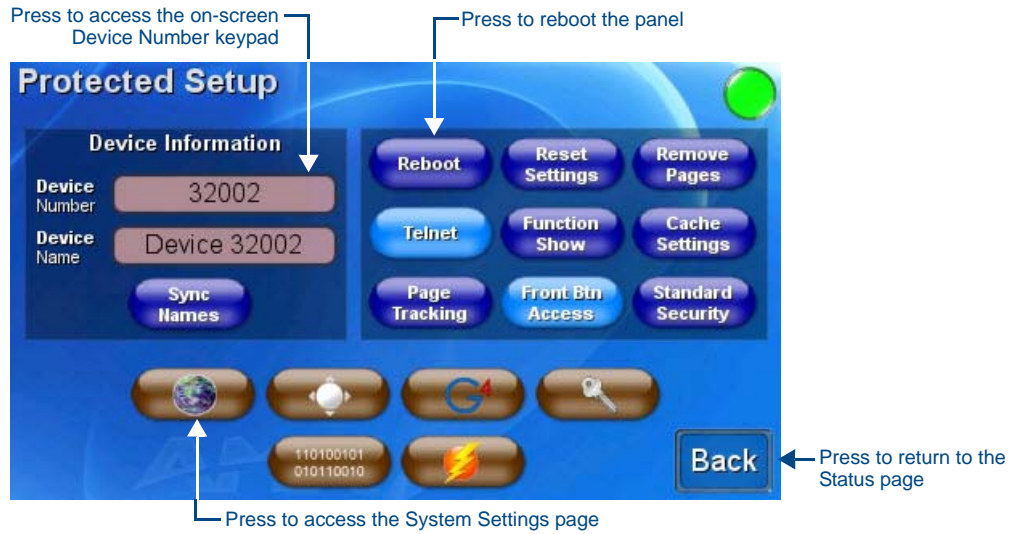 Press to access the on-screen
Device Number keypad
Press to reboot the panel
Protected Setup
Device Information
Device
Number
32002
Device
Name
Device 32002
Sync
Names
Reboot
Reset
Settings
Remove
Pages
Telnet
Function
Show
Cache
Settings
Page
Tracking
Front Btn
Access
Standard
Security
G4
110100101
010110010
Back
Press to return to the
Status page
Press to access the System Settings page